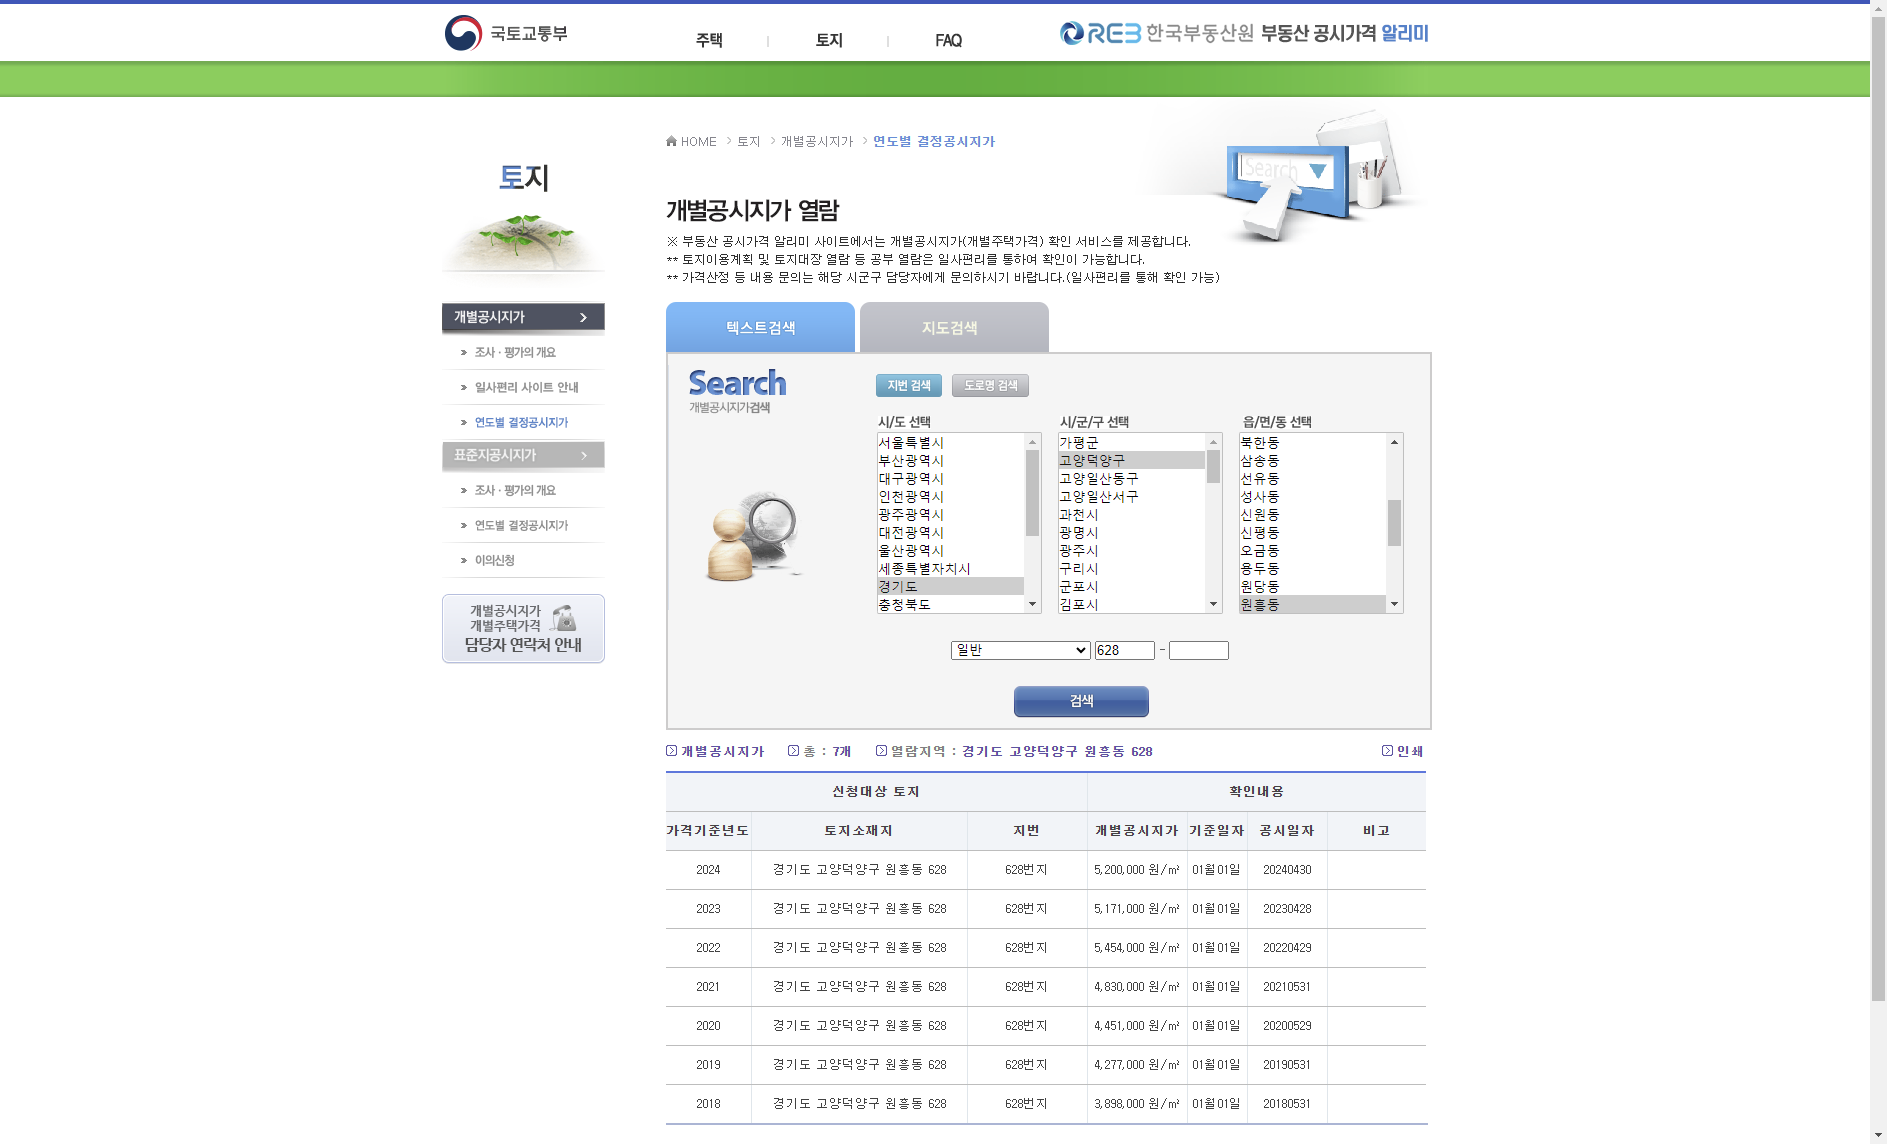 국토교통부
주택
토지
FAQ
REB 한국부동산원 부동산 공시가격 알리미
HOME 토지 개별공시지가 연도별 결정공시지가
토지
Search
개별공시지가 열람
※ 부동산 공시가격 알리미 사이트에서는 개별공시지가(개별주택가격) 확인 서비스를 제공합니다.
** 토지이용계획 및 토지대장 열람 등 공부 열람은 일사편리를 통하여 확인이 가능합니다.
** 가격산정 등 내용 문의는 해당 시군구 담당자에게 문의하시기 바랍니다.(일사편리를 통해 확인 가능)
개별공시지가
» 조사 · 평가의 개요
» 일사편리 사이트 안내
» 연도별 결정공시지가
표준지공시지가
» 조사 · 평가의 개요
» 연도별 결정공시지가
» 이의신청
개별공시지가
개별주택가격
담당자 연락처 안내
텍스트검색
지도검색
Search
개별공시지가검색
지번 검색
도로명 검색
시/도 선택
서울특별시
부산광역시
대구광역시
인천광역시
광주광역시
대전광역시
울산광역시
세종특별자치시
경기도
충청북도
시/군/구 선택
가평군
고양덕양구
고양일산동구
고양일산서구
과천시
광명시
광주시
구리시
군포시
김포시
읍/면/동 선택
북한동
삼송동
선유동
성사동
신원동
신평동
오금동
용두동
원당동
원흥동
일반 628 -
검색
개별공시지가 총 : 7개 열람지역 : 경기도 고양덕양구 원흥동 628 인쇄
신청대상 토지 확인내용
가격기준년도 토지소재지 지번 개별공시지가 기준일자 공시일자 비고
2024 경기도 고양덕양구 원흥동 628 628번지 5,200,000 원/㎡ 01월01일 20240430
2023 경기도 고양덕양구 원흥동 628 628번지 5,171,000 원/㎡ 01월01일 20230428
2022 경기도 고양덕양구 원흥동 628 628번지 5,454,000 원/㎡ 01월01일 20220429
2021 경기도 고양덕양구 원흥동 628 628번지 4,830,000 원/㎡ 01월01일 20210531
2020 경기도 고양덕양구 원흥동 628 628번지 4,451,000 원/㎡ 01월01일 20200529
2019 경기도 고양덕양구 원흥동 628 628번지 4,277,000 원/㎡ 01월01일 20190531
2018 경기도 고양덕양구 원흥동 628 628번지 3,898,000 원/㎡ 01월01일 20180531